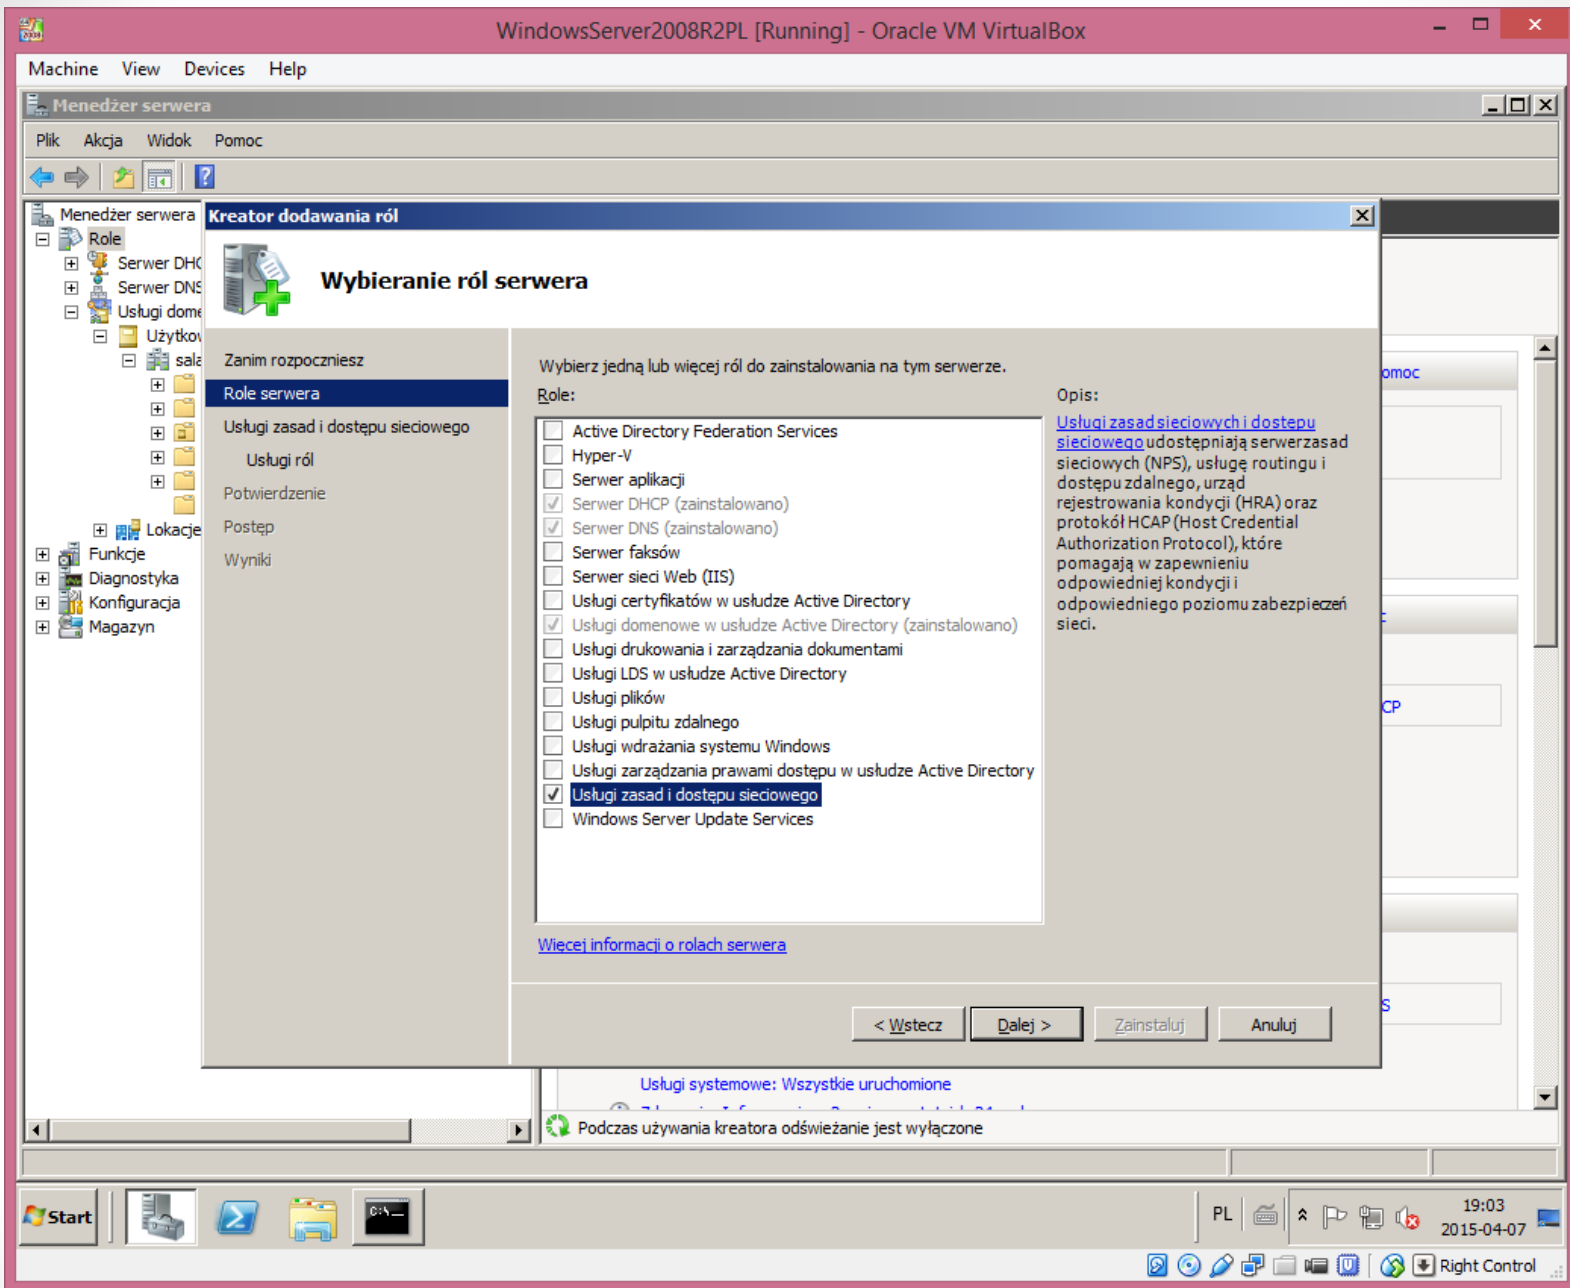 WindowsServer2008R2PL [Running] - Oracle VM VirtualBox
Machine View Devices Help
Menedżer serwera
Plik Akcja Widok Pomoc
Menedżer serwera
Role
Serwer DHC
Serwer DNS
Usługi dome
Użytkow
sala
Lokacje
Funkcje
Diagnostyka
Konfiguracja
Magazyn
Kreator dodawania ról
Wybieranie ról serwera
Zanim rozpoczniesz
Role serwera
Usługi zasad i dostępu sieciowego
Usługi ról
Potwierdzenie
Postęp
Wyniki
Wybierz jedną lub więcej ról do zainstalowania na tym serwerze.
Role:
Active Directory Federation Services
Hyper-V
Serwer aplikacji
Serwer DHCP (zainstalowano)
Serwer DNS (zainstalowano)
Serwer faksów
Serwer sieci Web (IIS)
Usługi certyfikatów w usłudze Active Directory
Usługi domenowe w usłudze Active Directory (zainstalowano)
Usługi drukowania i zarządzania dokumentami
Usługi LDS w usłudze Active Directory
Usługi plików
Usługi pulpitu zdalnego
Usługi wdrażania systemu Windows
Usługi zarządzania prawami dostępu w usłudze Active Directory
Usługi zasad i dostępu sieciowego
Windows Server Update Services
Więcej informacji o rolach serwera
Opis:
Usługi zasad sieciowych i dostępu
sieciowego udostępniają serwer zasad
sieciowych (NPS), usługę routingu i
dostępu zdalnego, urząd
rejestrowania kondycji (HRA) oraz
protokół HCAP (Host Credential
Authorization Protocol), które
pomagają w zapewnieniu
odpowiedniej kondycji i
odpowiedniego poziomu zabezpieczeń
sieci.
omoc
CP
S
< Wstecz
Dalej >
Zainstaluj
Anuluj
Usługi systemowe: Wszystkie uruchomione
Podczas używania kreatora odświeżanie jest wyłączone
Start
C:\
PL
19:03
2015-04-07
Right Control